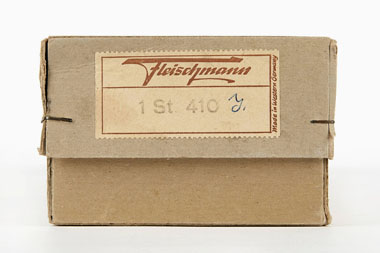 Fleischmann
1 St. 410 y.
Made in Western Germany